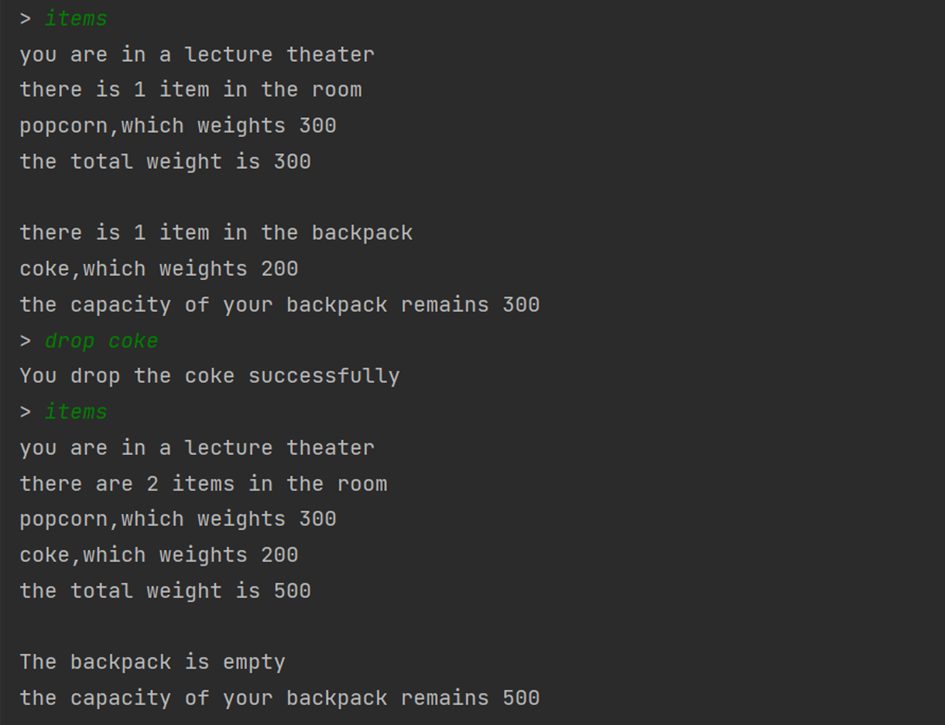 > items
you are in a lecture theater
there is 1 item in the room
popcorn,which weights 300
the total weight is 300
there is 1 item in the backpack
coke,which weights 200
the capacity of your backpack remains 300
> drop coke
You drop the coke successfully
> items
you are in a lecture theater
there are 2 items in the room
popcorn,which weights 300
coke,which weights 200
the total weight is 500
The backpack is empty
the capacity of your backpack remains 500